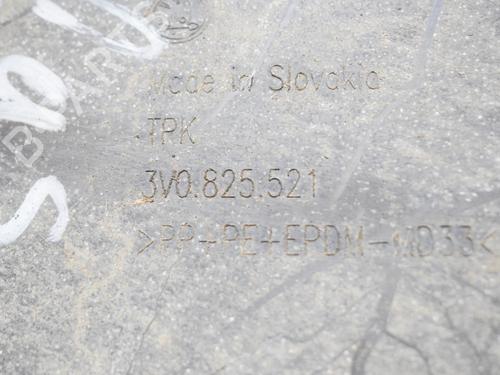 Made in Slovakia
TPK
3V0.825.521
>PP+PE+EPDM-MD33<